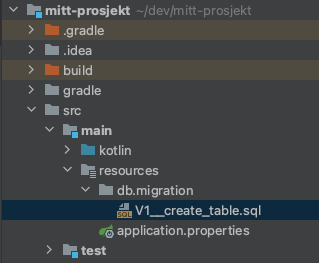 mitt-prosjekt ~/dev/mitt-prosjekt
.gradle
.idea
build
gradle
src
main
kotlin
resources
db.migration
V1__create_table.sql
application.properties
test